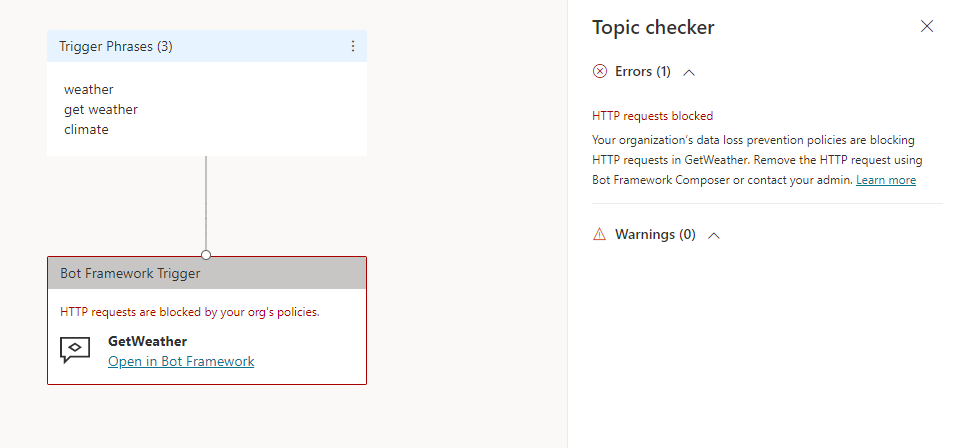 Trigger Phrases (3)
weather
get weather
climate
Bot Framework Trigger
HTTP requests are blocked by your org's policies.
GetWeather
Open in Bot Framework
Topic checker
Errors (1)
HTTP requests blocked
Your organization's data loss prevention policies are blocking
HTTP requests in GetWeather. Remove the HTTP request using
Bot Framework Composer or contact your admin. Learn more
Warnings (0)